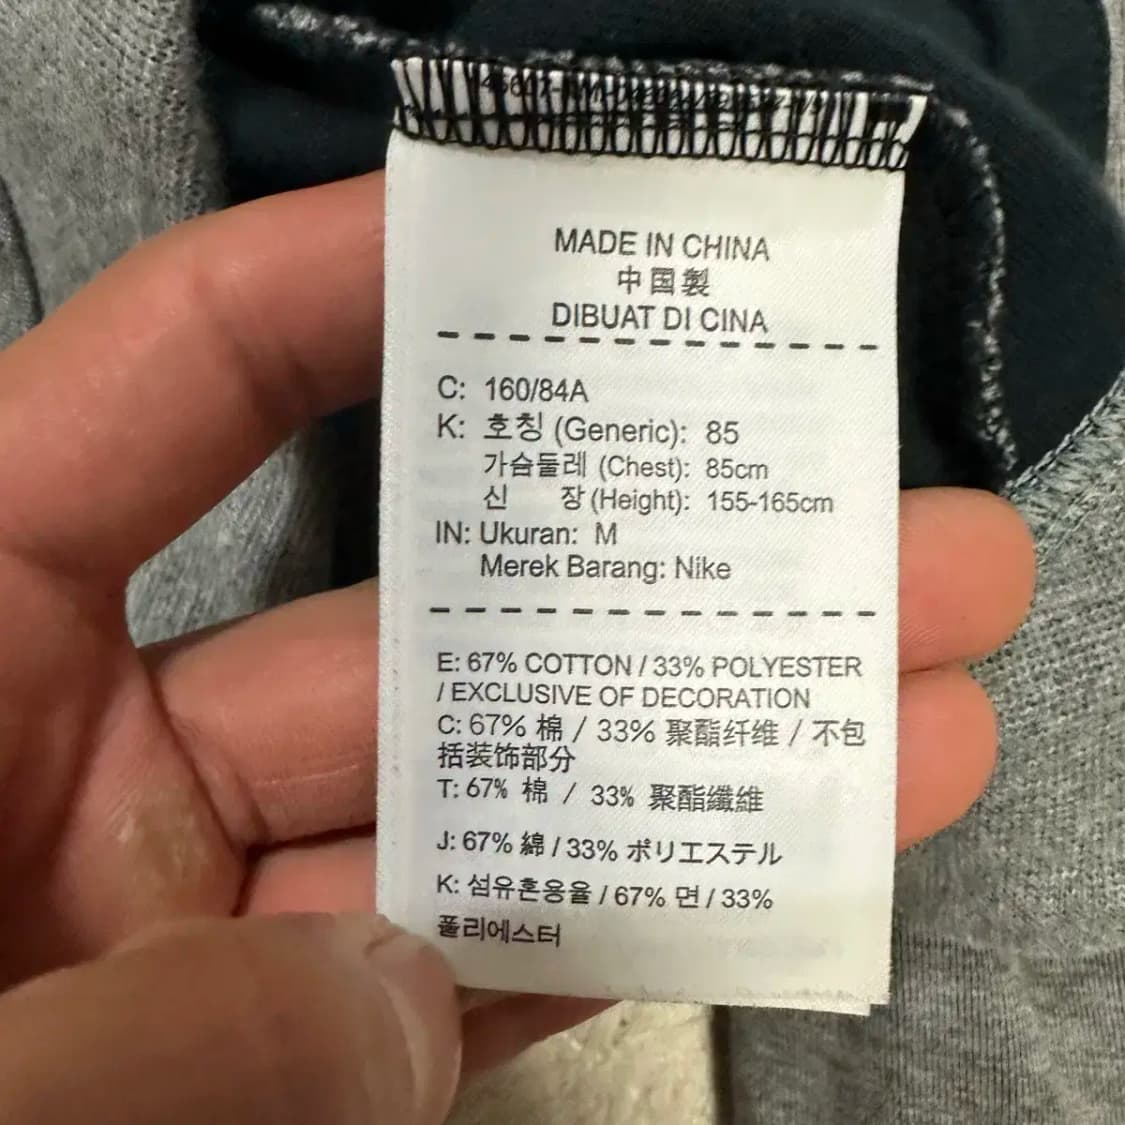 MADE IN CHINA
中国製
DIBUAT DI CINA
C: 160/84A
K: 호칭 (Generic): 85
가슴둘레 (Chest): 85cm
신 장 (Height): 155-165cm
IN: Ukuran: M
Merek Barang: Nike
E: 67% COTTON / 33% POLYESTER
/ EXCLUSIVE OF DECORATION
C: 67% 棉 / 33% 聚酯纤维 / 不包
括装饰部分
T: 67% 棉 / 33% 聚酯纖維
J: 67% 綿 / 33% ポリエステル
K: 섬유혼용율 / 67% 면 / 33%
폴리에스터